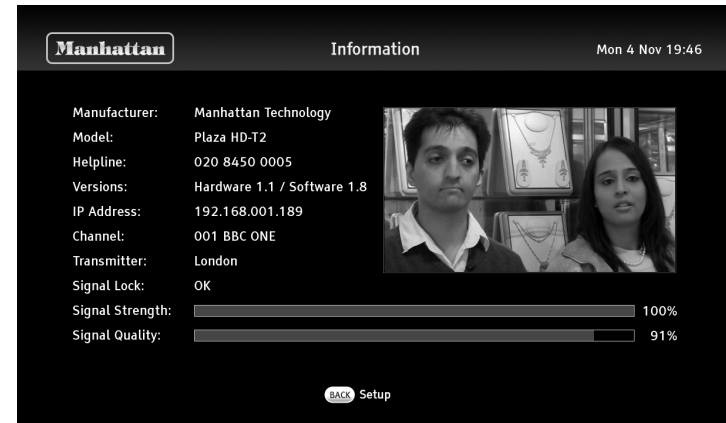 Manhattan
Information
Mon 4 Nov 19:46
Manufacturer: Manhattan Technology
Model: Plaza HD-T2
Helpline: 020 8450 0005
Versions: Hardware 1.1 / Software 1.8
IP Address: 192.168.001.189
Channel: 001 BBC ONE
Transmitter: London
Signal Lock: OK
Signal Strength: 100%
Signal Quality: 91%
BACK Setup